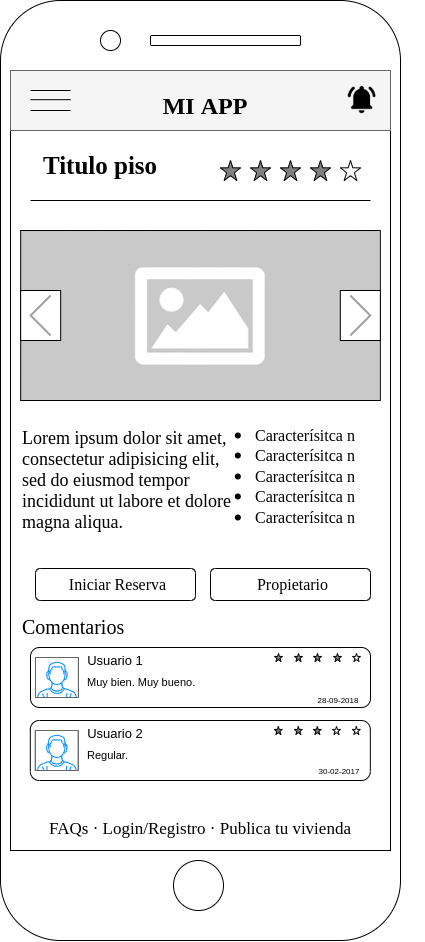 MI APP
Titulo piso
Lorem ipsum dolor sit amet,
consectetur adipisicing elit,
sed do eiusmod tempor
incididunt ut labore et dolore
magna aliqua.
Caracterísitca n
Caracterísitca n
Caracterísitca n
Caracterísitca n
Caracterísitca n
Iniciar Reserva
Propietario
Comentarios
Usuario 1
Muy bien. Muy bueno.
28-09-2018
Usuario 2
Regular.
30-02-2017
FAQs · Login/Registro · Publica tu vivienda